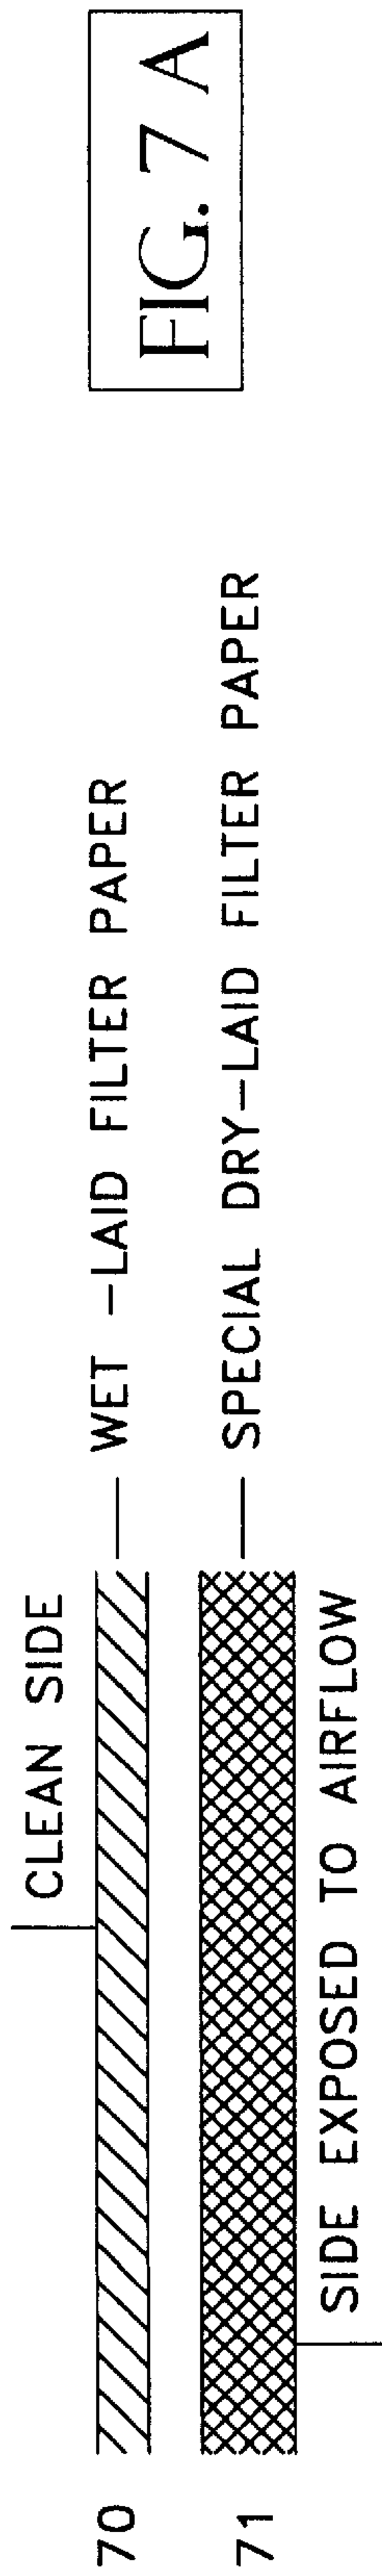 FIG. 7 A
CLEAN SIDE
70
WET -LAID FILTER PAPER
71
SPECIAL DRY-LAID FILTER PAPER
SIDE EXPOSED TO AIRFLOW